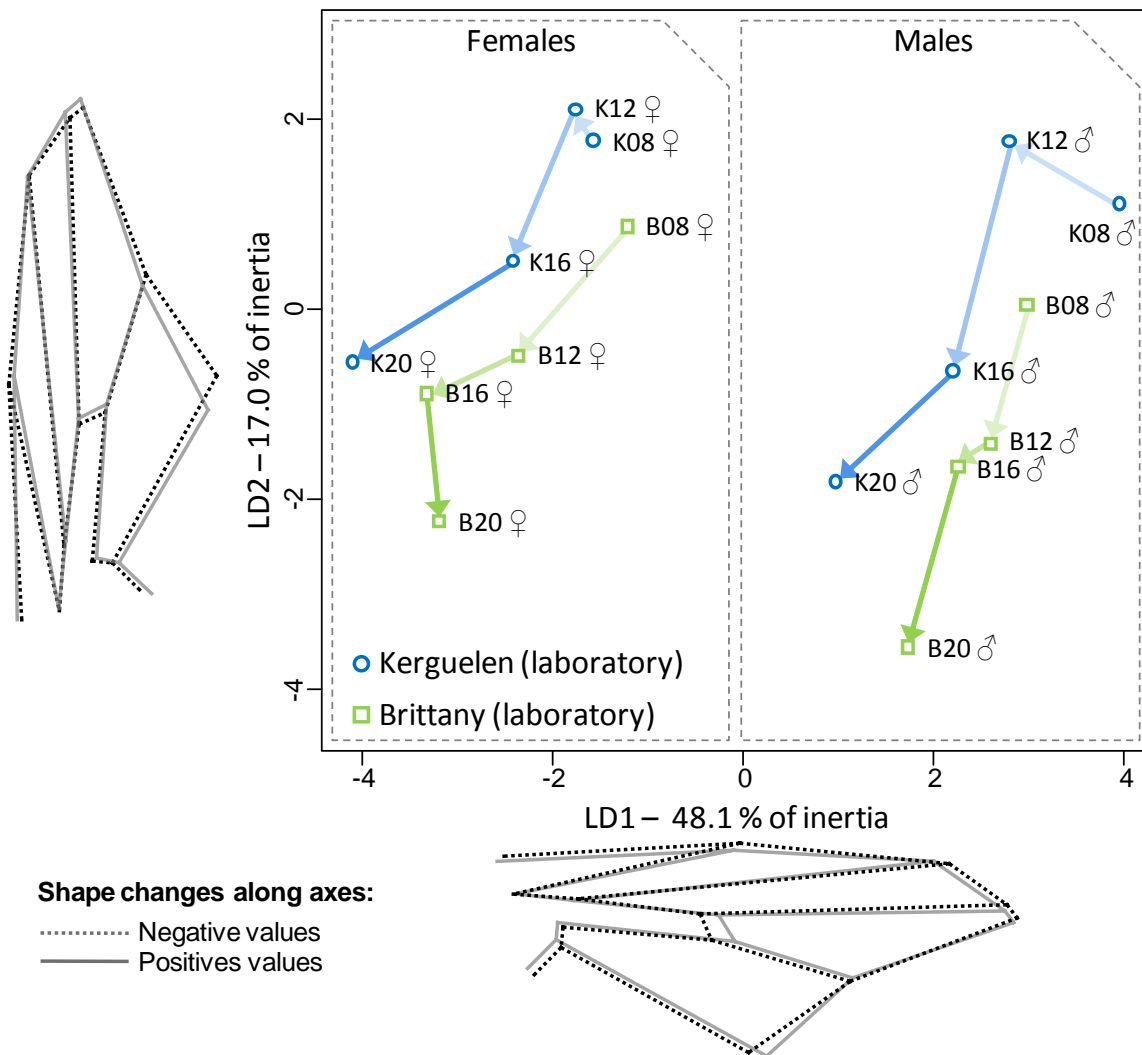 Females
Males
K12 ♀
K08 ♀
B08 ♀
K16 ♀
K20 ♀
B12 ♀
B16 ♀
B20 ♀
K12 ♂
K08 ♂
B08 ♂
K16 ♂
B12 ♂
B16 ♂
K20 ♂
B20 ♂
LD2 – 17.0 % of inertia
2
0
-2
-4
Kerguelen (laboratory)
Brittany (laboratory)
-4
-2
0
2
4
LD1 – 48.1 % of inertia
Shape changes along axes:
Negative values
Positives values